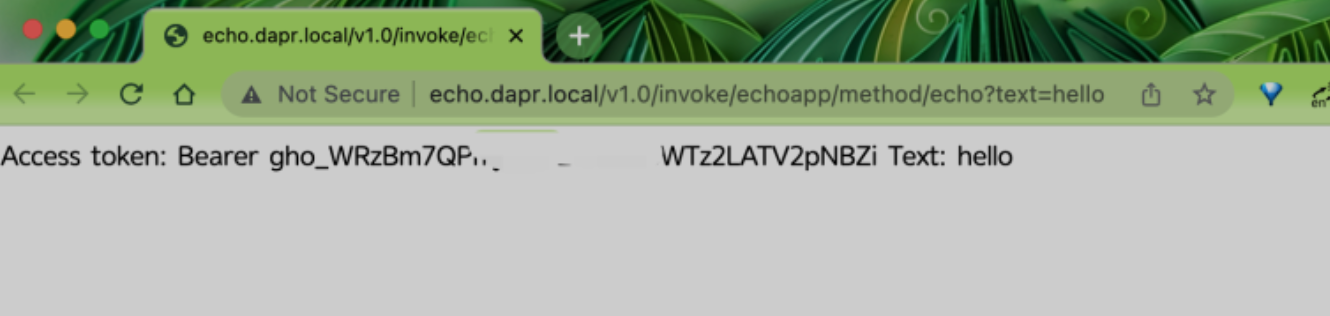 echo.dapr.local/v1.0/invoke/ec
Not Secure echo.dapr.local/v1.0/invoke/echoapp/method/echo?text=hello
en
Access token: Bearer gho_WRzBm7QP WTz2LATV2pNBZi Text: hello